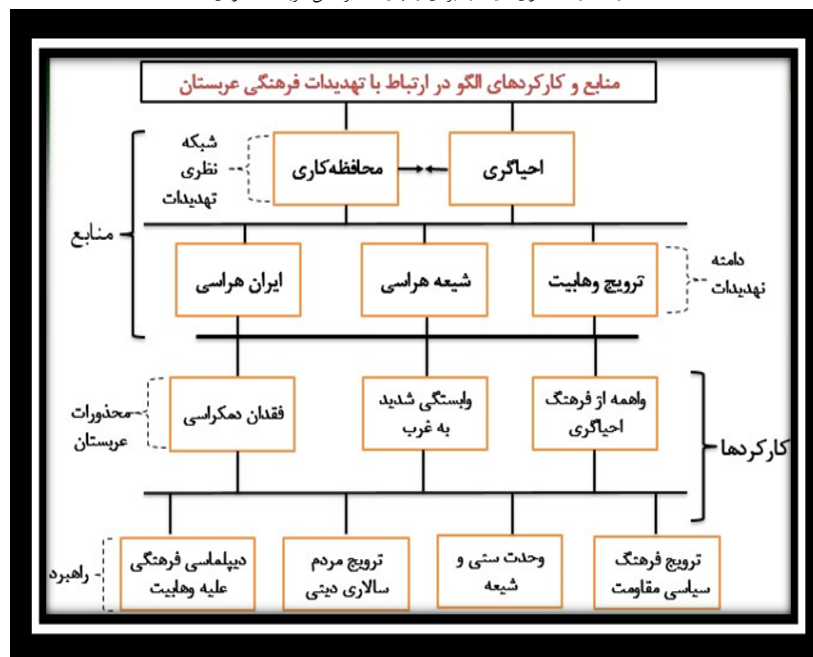 منابع و کارکردهای الگو در ارتباط با تهدیدات فرهنگی عربستان
احیاگری
محافظه‌کاری
شبکه
نظری
تهدیدات
منابع
ترویج وهابیت
شیعه هراسی
ایران هراسی
دامنه
تهدیدات
واهمه از فرهنگ
احیاگری
وابستگی شدید
به غرب
فقدان دمکراسی
محذورات
عربستان
کارکردها
ترویج فرهنگ
سیاسی مقاومت
وحدت سنی و
شیعه
ترویج مردم
سالاری دینی
دیپلماسی فرهنگی
علیه وهابیت
راهبرد